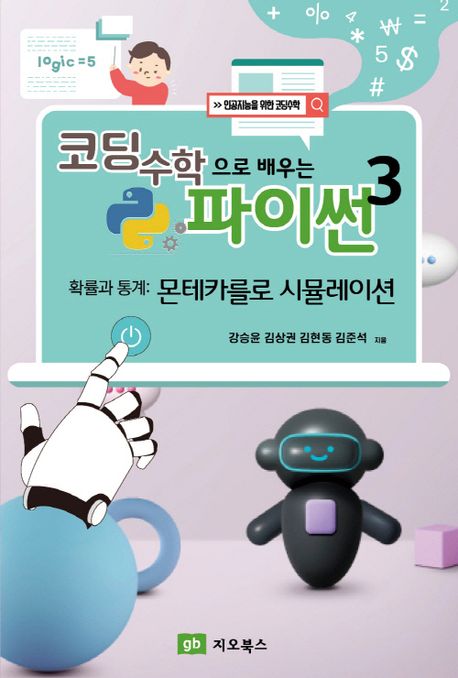 + % 4 2
* ₩ =
5 $
#
logic = 5
>> 인공지능을 위한 코딩수학
코딩수학으로 배우는
파이썬 3
확률과 통계: 몬테카를로 시뮬레이션
강승윤 김상권 김현동 김준석 지음
gb 지오북스